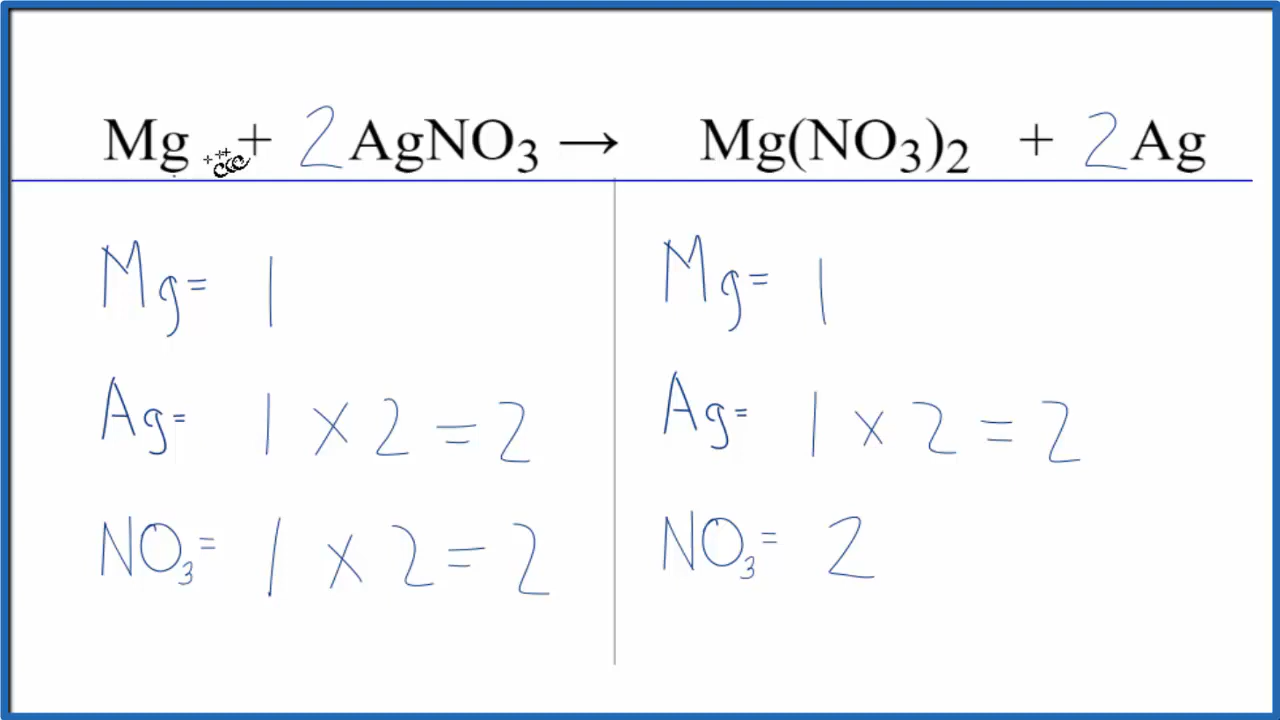 Mg + 2 AgNO₃ → Mg(NO₃)₂ + 2 Ag
Mg= 1
Mg= 1
Ag= 1 x 2 = 2
Ag= 1 x 2 = 2
NO₃= 1 x 2 = 2
NO₃= 2